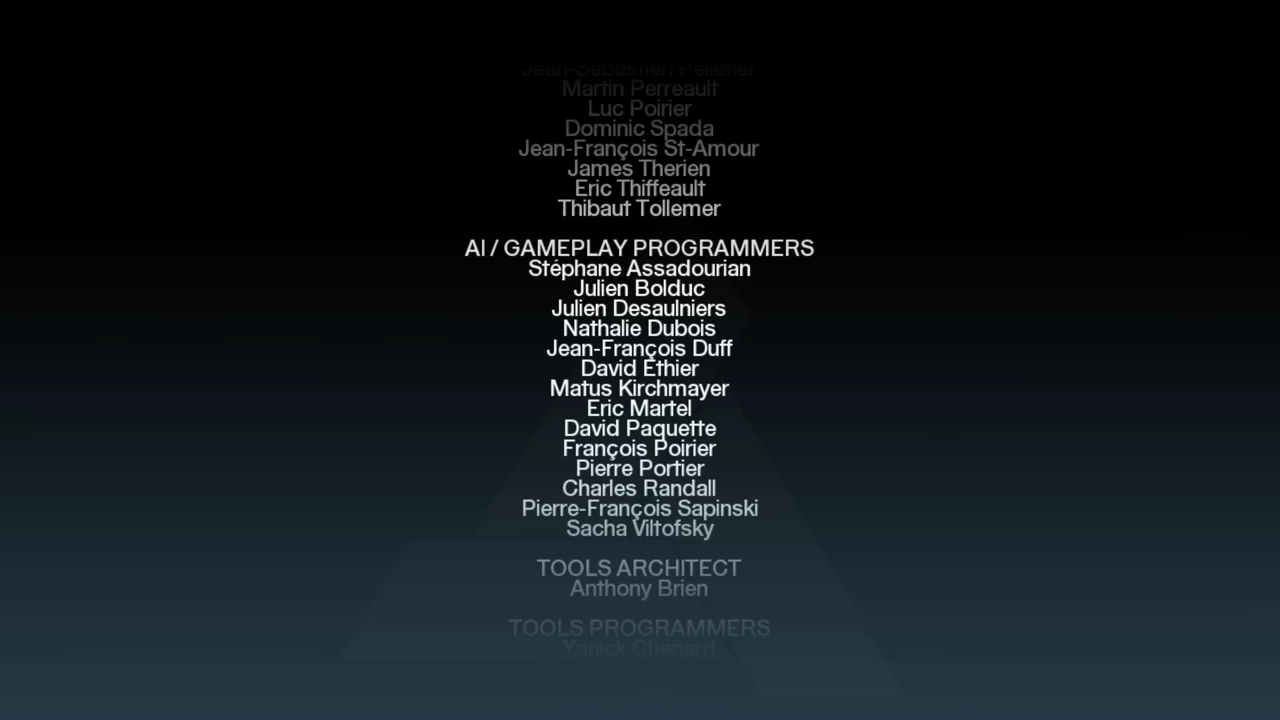 Jean-Sébastien Pelletier
Martin Perreault
Luc Poirier
Dominic Spada
Jean-François St-Amour
James Therien
Eric Thiffeault
Thibaut Tollemer
AI / GAMEPLAY PROGRAMMERS
Stéphane Assadourian
Julien Bolduc
Julien Desaulniers
Nathalie Dubois
Jean-François Duff
David Ethier
Matus Kirchmayer
Eric Martel
David Paquette
François Poirier
Pierre Portier
Charles Randall
Pierre-François Sapinski
Sacha Viltofsky
TOOLS ARCHITECT
Anthony Brien
TOOLS PROGRAMMERS
Yanick Chénard